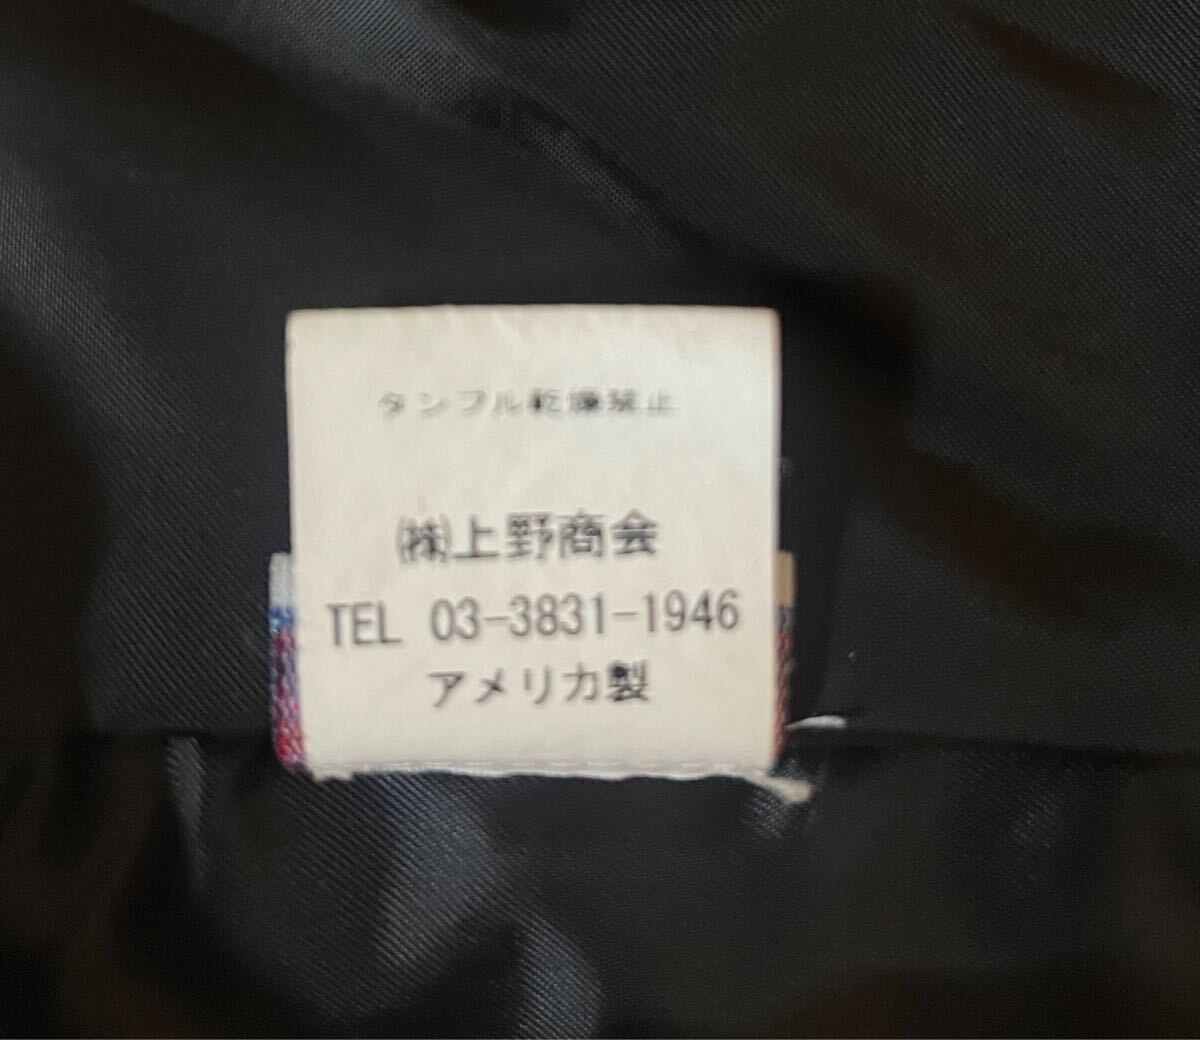 タンブル乾燥禁止
㈱上野商会
TEL 03-3831-1946
アメリカ製